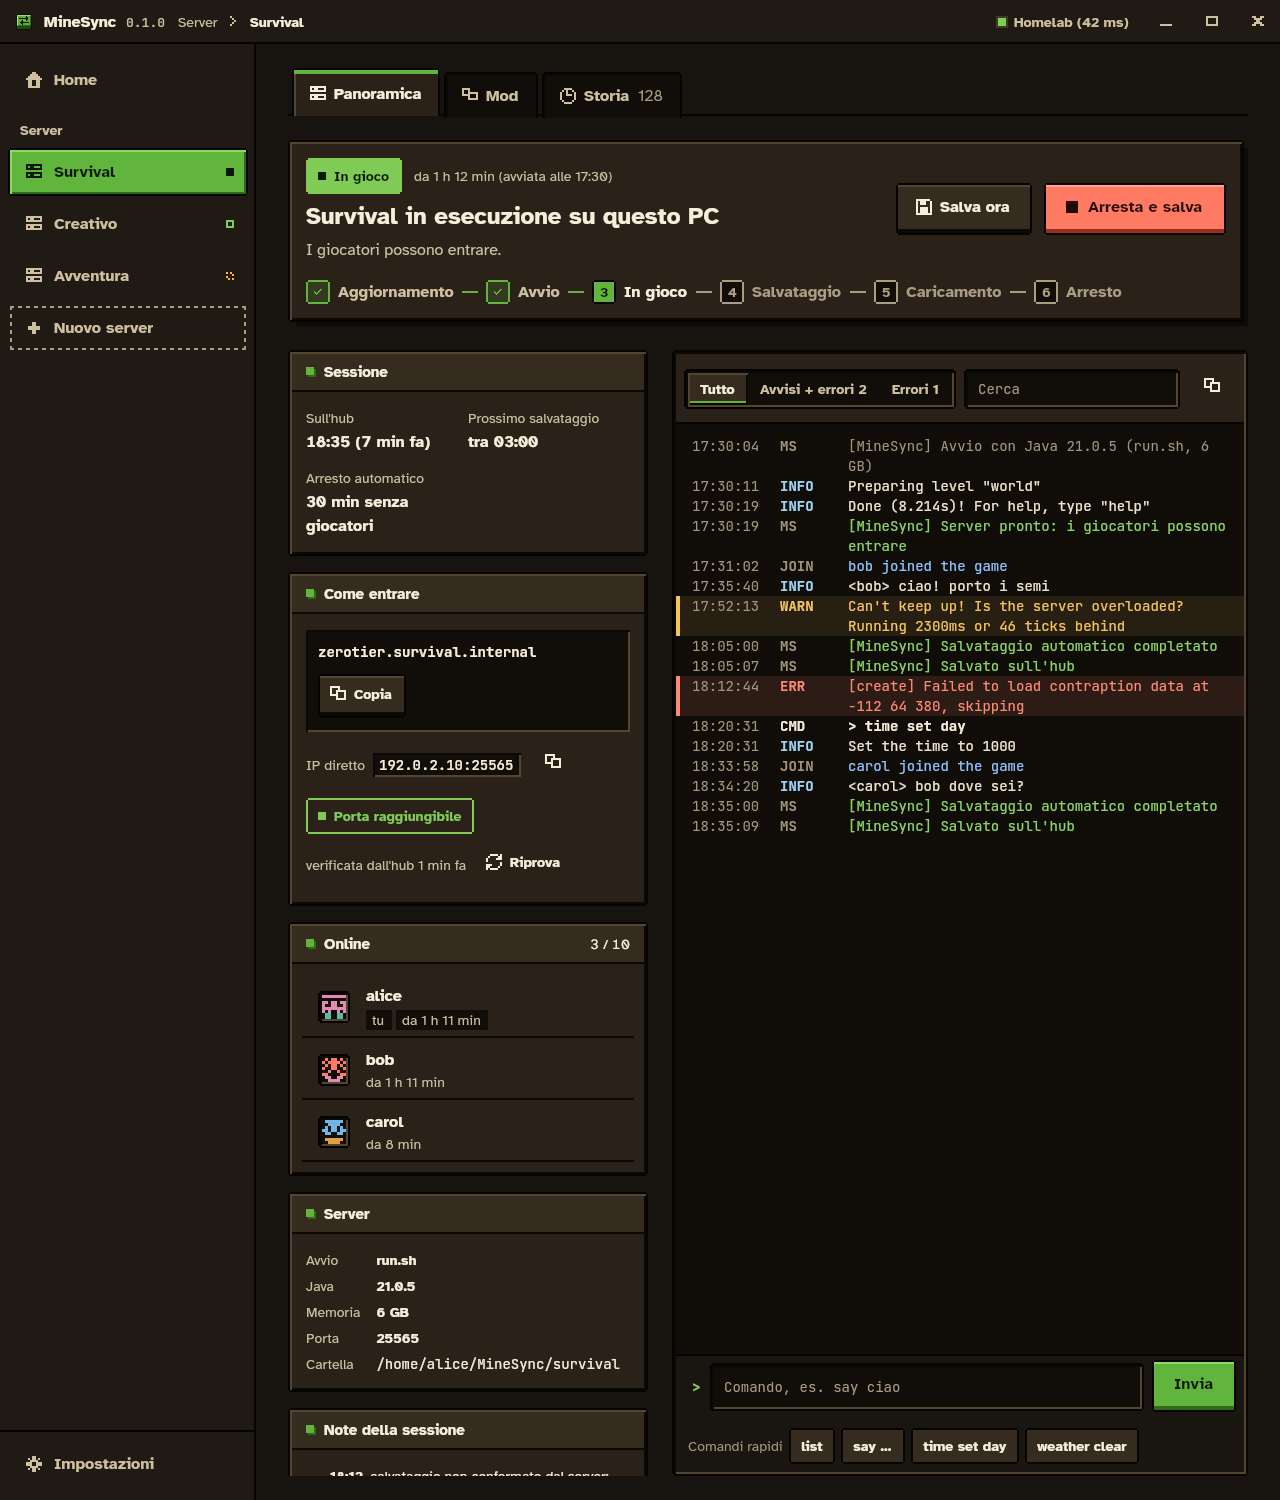 MineSync 0.1.0 Server Survival
Homelab (42 ms)
Home
Server
Survival
Creativo
Avventura
Nuovo server
Impostazioni
Panoramica
Mod
Storia 128
In gioco
da 1 h 12 min (avviata alle 17:30)
Survival in esecuzione su questo PC
I giocatori possono entrare.
Salva ora
Arresta e salva
Aggiornamento
Avvio
3 In gioco
4 Salvataggio
5 Caricamento
6 Arresto
Sessione
Sull'hub
18:35 (7 min fa)
Prossimo salvataggio
tra 03:00
Arresto automatico
30 min senza
giocatori
Come entrare
zerotier.survival.internal
Copia
IP diretto 192.0.2.10:25565
Porta raggiungibile
verificata dall'hub 1 min fa
Riprova
Online 3 / 10
alice
tu da 1 h 11 min
bob
da 1 h 11 min
carol
da 8 min
Server
Avvio run.sh
Java 21.0.5
Memoria 6 GB
Porta 25565
Cartella /home/alice/MineSync/survival
Note della sessione
Tutto
Avvisi + errori 2
Errori 1
Cerca
17:30:04 MS [MineSync] Avvio con Java 21.0.5 (run.sh, 6
GB)
17:30:11 INFO Preparing level "world"
17:30:19 INFO Done (8.214s)! For help, type "help"
17:30:19 MS [MineSync] Server pronto: i giocatori possono
entrare
17:31:02 JOIN bob joined the game
17:35:40 INFO <bob> ciao! porto i semi
17:52:13 WARN Can't keep up! Is the server overloaded?
Running 2300ms or 46 ticks behind
18:05:00 MS [MineSync] Salvataggio automatico completato
18:05:07 MS [MineSync] Salvato sull'hub
18:12:44 ERR [create] Failed to load contraption data at
-112 64 380, skipping
18:20:31 CMD > time set day
18:20:31 INFO Set the time to 1000
18:33:58 JOIN carol joined the game
18:34:20 INFO <carol> bob dove sei?
18:35:00 MS [MineSync] Salvataggio automatico completato
18:35:09 MS [MineSync] Salvato sull'hub
> Comando, es. say ciao
Invia
Comandi rapidi
list
say ...
time set day
weather clear